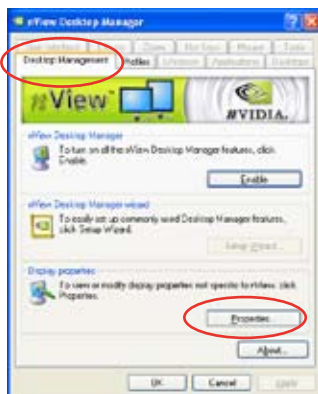 nView Desktop Manager
Desktop Management Profiles
nView
NVIDIA.
nView Desktop Manager
To turn on all the nView Desktop Manager features, click
Enable.
Enable
nView Desktop Manager wizard
To easily set up commonly used Desktop Manager features,
click Setup Wizard.
Setup Wizard...
Display properties
To view or modify display properties not specific to nView, click
Properties.
Properties...
About...
OK Cancel Apply